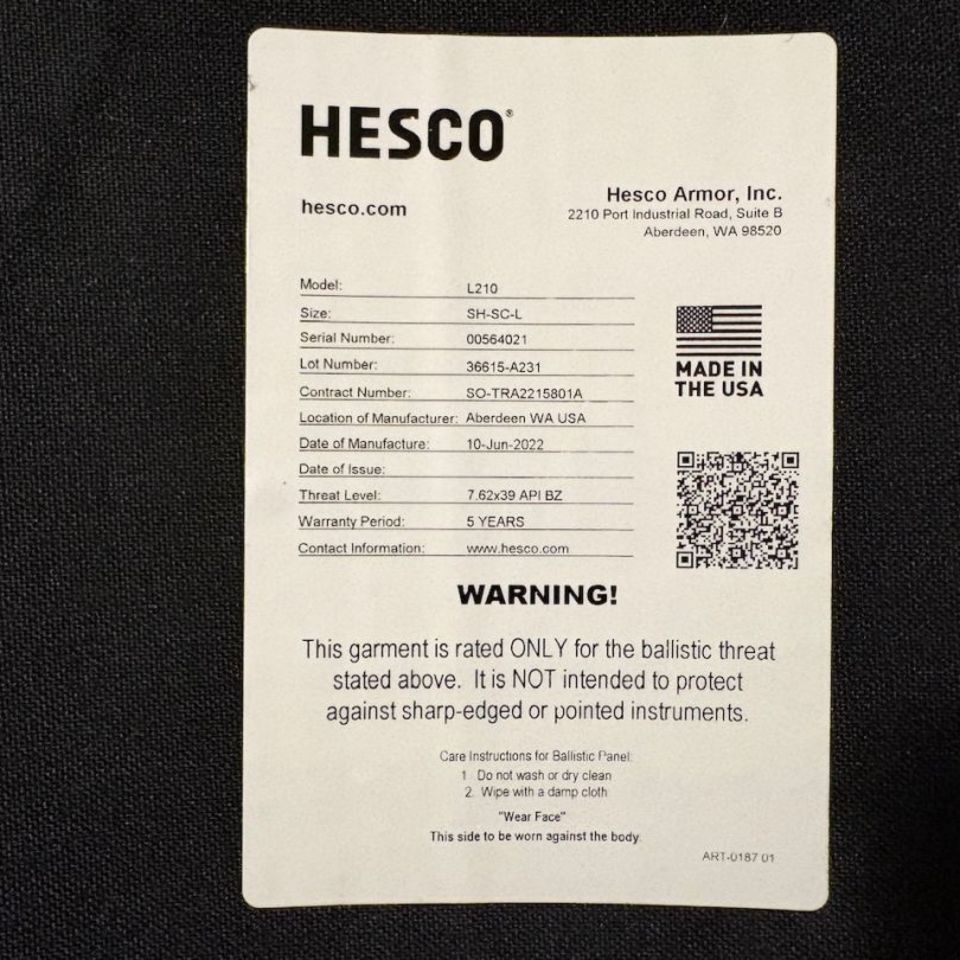 HESCO®
hesco.com
Hesco Armor, Inc.
2210 Port Industrial Road, Suite B
Aberdeen, WA 98520
Model: L210
Size: SH-SC-L
Serial Number: 00564021
Lot Number: 36615-A231
Contract Number: SO-TRA2215801A
Location of Manufacturer: Aberdeen WA USA
Date of Manufacture: 10-Jun-2022
Date of Issue:
Threat Level: 7.62x39 API BZ
Warranty Period: 5 YEARS
Contact Information: www.hesco.com
MADE IN
THE USA
WARNING!
This garment is rated ONLY for the ballistic threat
stated above. It is NOT intended to protect
against sharp-edged or pointed instruments.
Care Instructions for Ballistic Panel:
1 Do not wash or dry clean
2. Wipe with a damp cloth
"Wear Face"
This side to be worn against the body.
ART-0187 01